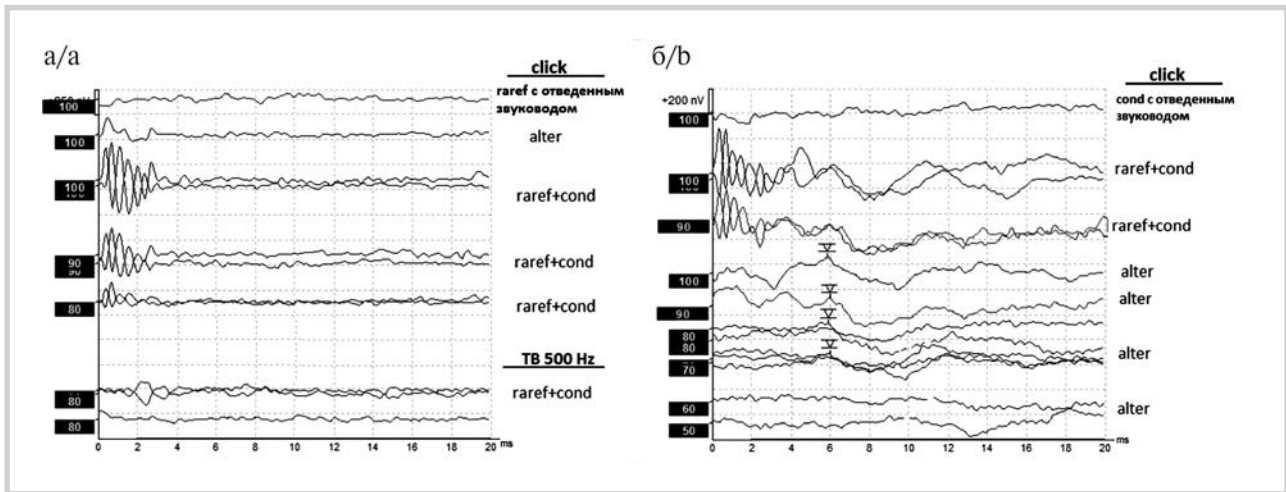 а/а
click
raref с отведенным
звуководом
100
alter
100
raref+cond
100
raref+cond
90
raref+cond
80
TB 500 Hz
raref+cond
80
80
0 2 4 6 8 10 12 14 16 18 20 ms
б/b
click
+200 nV
cond с отведенным
звуководом
100
raref+cond
100
raref+cond
90
alter
100
alter
90
80
80
alter
70
alter
60
50
0 2 4 6 8 10 12 14 16 18 20 ms